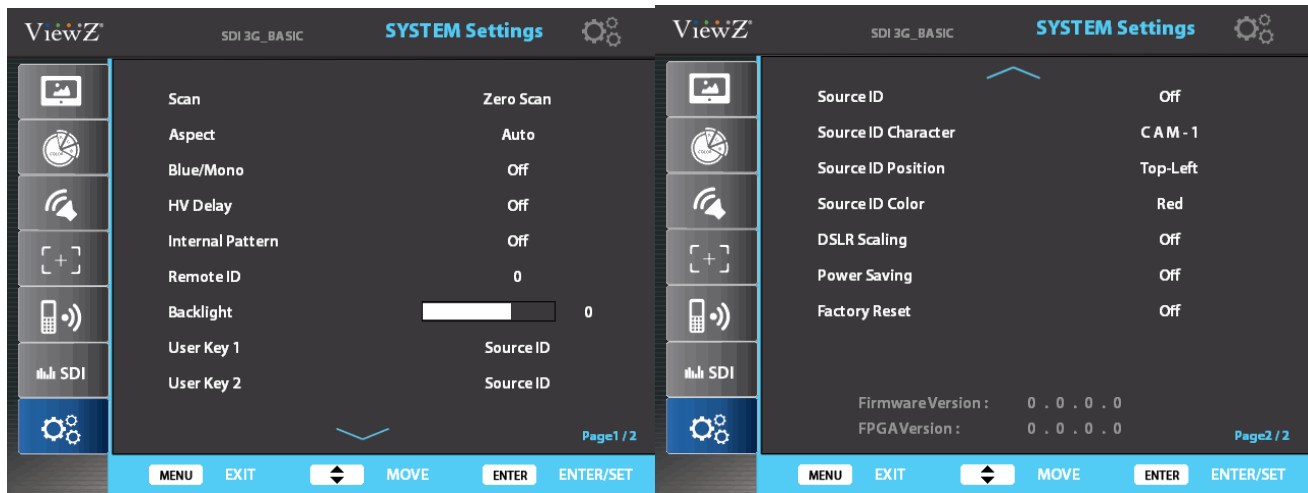 ViewZ SDI 3G_BASIC SYSTEM Settings
Scan Zero Scan
Aspect Auto
COLOR
Blue/Mono Off
HV Delay Off
Internal Pattern Off
Remote ID 0
Backlight 0
User Key 1 Source ID
SDI
User Key 2 Source ID
Page1 / 2
MENU EXIT MOVE ENTER ENTER/SET
ViewZ SDI 3G_BASIC SYSTEM Settings
Source ID Off
Source ID Character C A M - 1
COLOR
Source ID Position Top-Left
Source ID Color Red
DSLR Scaling Off
Power Saving Off
Factory Reset Off
SDI
Firmware Version : 0 . 0 . 0 . 0
FPGA Version : 0 . 0 . 0 . 0
Page2 / 2
MENU EXIT MOVE ENTER ENTER/SET